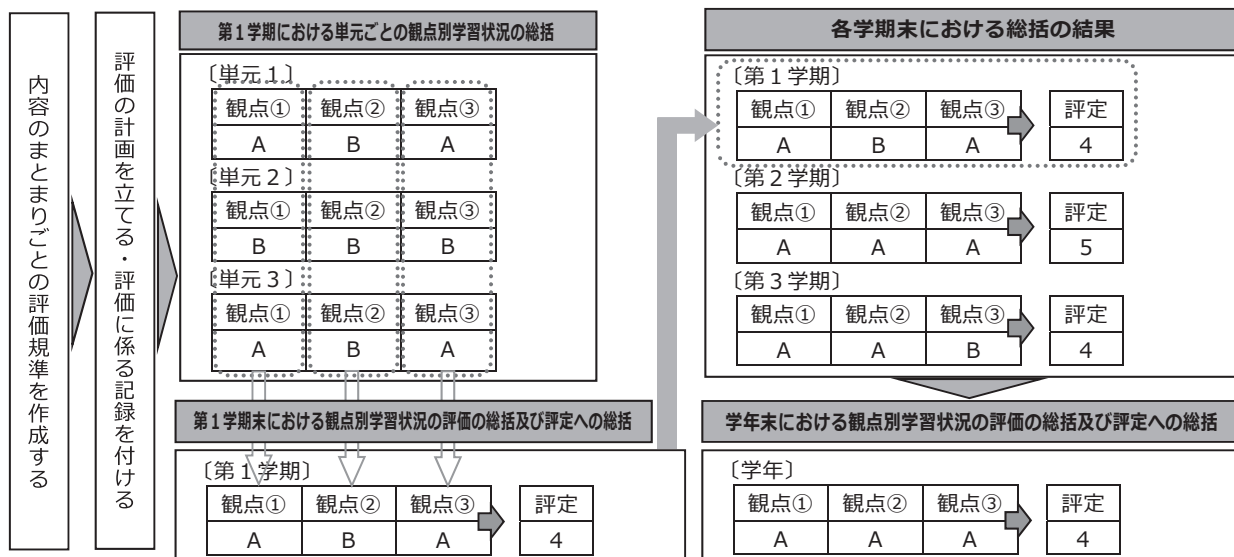 内容のまとまりごとの評価規準を作成する
評価の計画を立てる・評価に係る記録を付ける
第1学期における単元ごとの観点別学習状況の総括
〔単元1〕
観点① 観点② 観点③
A B A
〔単元2〕
観点① 観点② 観点③
B B B
〔単元3〕
観点① 観点② 観点③
A B A
第1学期末における観点別学習状況の評価の総括及び評定への総括
〔第1学期〕
観点① 観点② 観点③ 評定
A B A 4
各学期末における総括の結果
〔第1学期〕
観点① 観点② 観点③ 評定
A B A 4
〔第2学期〕
観点① 観点② 観点③ 評定
A A A 5
〔第3学期〕
観点① 観点② 観点③ 評定
A A B 4
学年末における観点別学習状況の評価の総括及び評定への総括
〔学年〕
観点① 観点② 観点③ 評定
A A A 4